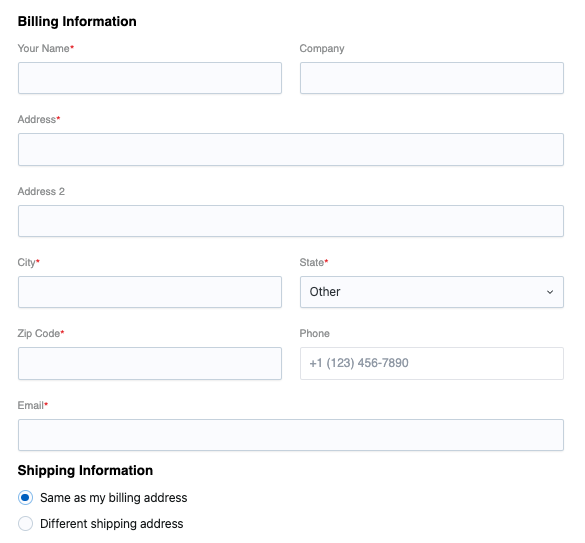 Billing Information
Your Name* Company
Address*
Address 2
City* State*
Other
Zip Code* Phone
+1 (123) 456-7890
Email*
Shipping Information
Same as my billing address
Different shipping address